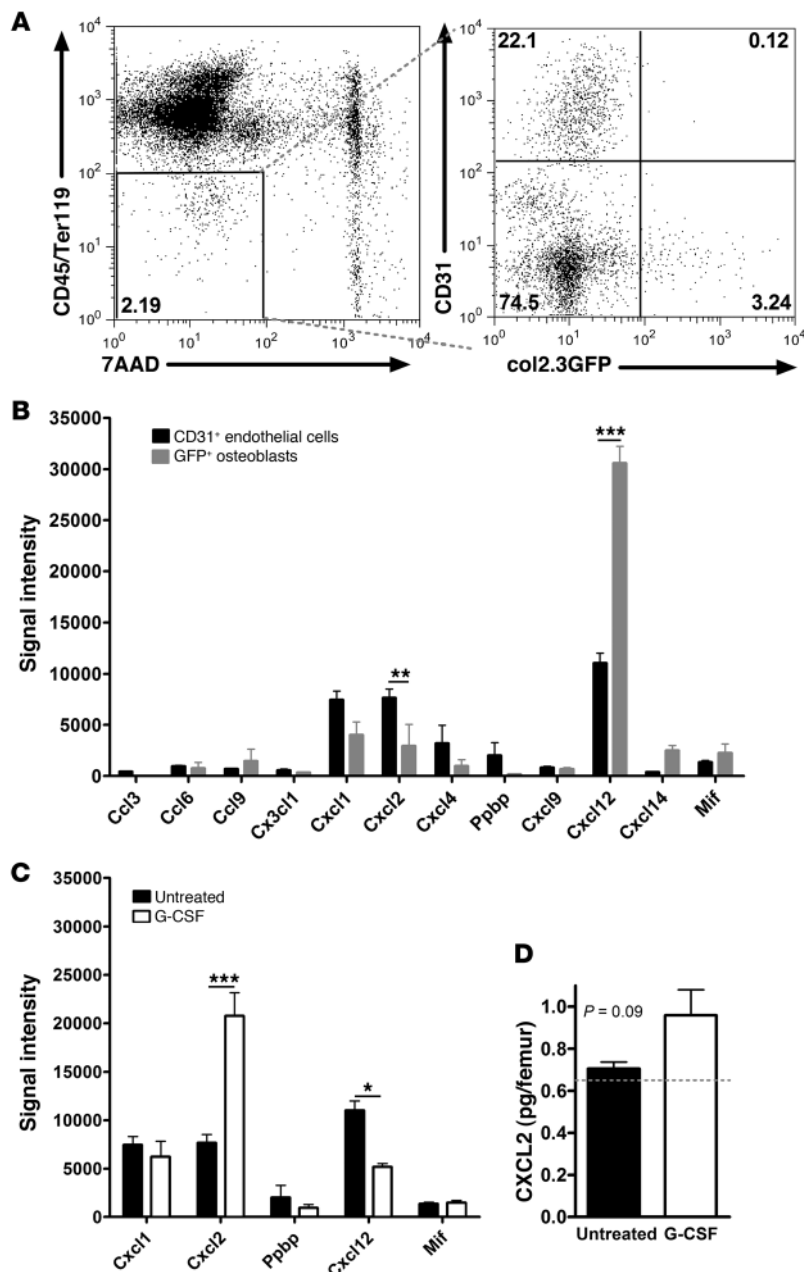 A
10⁴
10³
10²
10¹
10⁰
2.19
10⁰ 10¹ 10² 10³ 10⁴
CD45/Ter119
7AAD
22.1 0.12
10⁴
10³
10²
10¹
10⁰
74.5 3.24
10⁰ 10¹ 10² 10³ 10⁴
CD31
col2.3GFP
B
CD31⁺ endothelial cells
GFP⁺ osteoblasts
35000
30000
25000
20000
15000
10000
5000
0
Signal intensity
**
***
Ccl3 Ccl6 Ccl9 Cx3cl1 Cxcl1 Cxcl2 Cxcl4 Ppbp Cxcl9 Cxcl12 Cxcl14 Mif
C
Untreated
G-CSF
35000
30000
25000
20000
15000
10000
5000
0
Signal intensity
***
*
Cxcl1 Cxcl2 Ppbp Cxcl12 Mif
D
P = 0.09
1.0
0.8
0.6
0.4
0.2
0.0
CXCL2 (pg/femur)
Untreated G-CSF